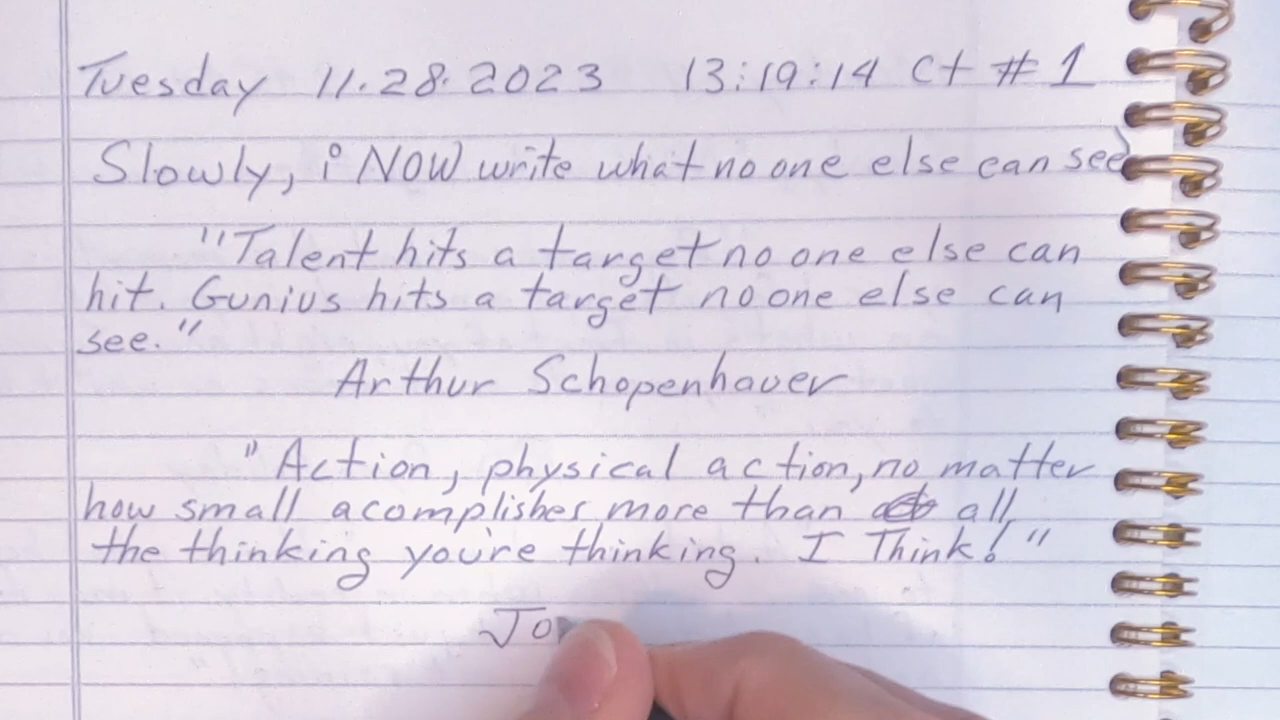 Tuesday 11.28.2023 13:19:14 Ct #1
Slowly, i NOW write what no one else can see
"Talent hits a target no one else can
hit. Gunius hits a target no one else can
see."
Arthur Schopenhauer
"Action, physical action, no matter
how small acomplishes more than all
the thinking you're thinking. I Think!"